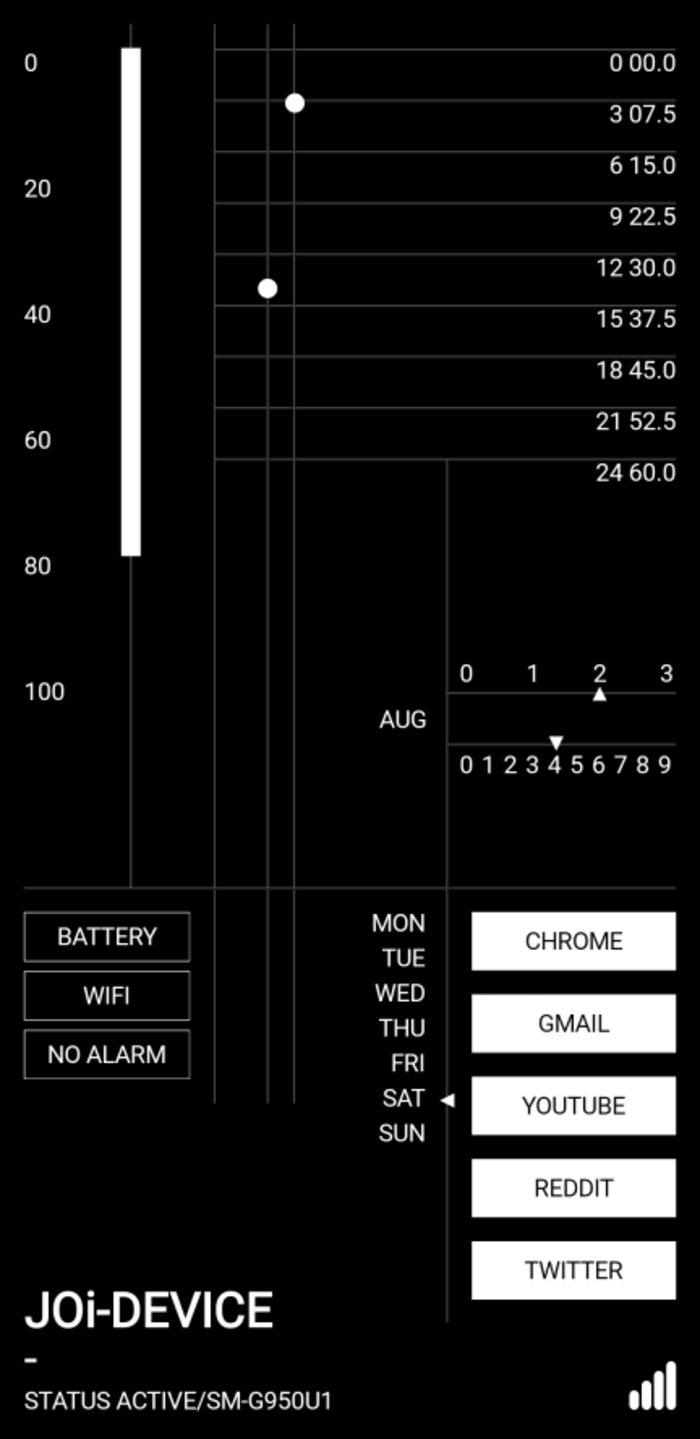 0
20
40
60
80
100
0 00.0
3 07.5
6 15.0
9 22.5
12 30.0
15 37.5
18 45.0
21 52.5
24 60.0
0 1 2 3
AUG
0 1 2 3 4 5 6 7 8 9
BATTERY
WIFI
NO ALARM
MON
TUE
WED
THU
FRI
SAT
SUN
CHROME
GMAIL
YOUTUBE
REDDIT
TWITTER
JOi-DEVICE
-
STATUS ACTIVE/SM-G950U1